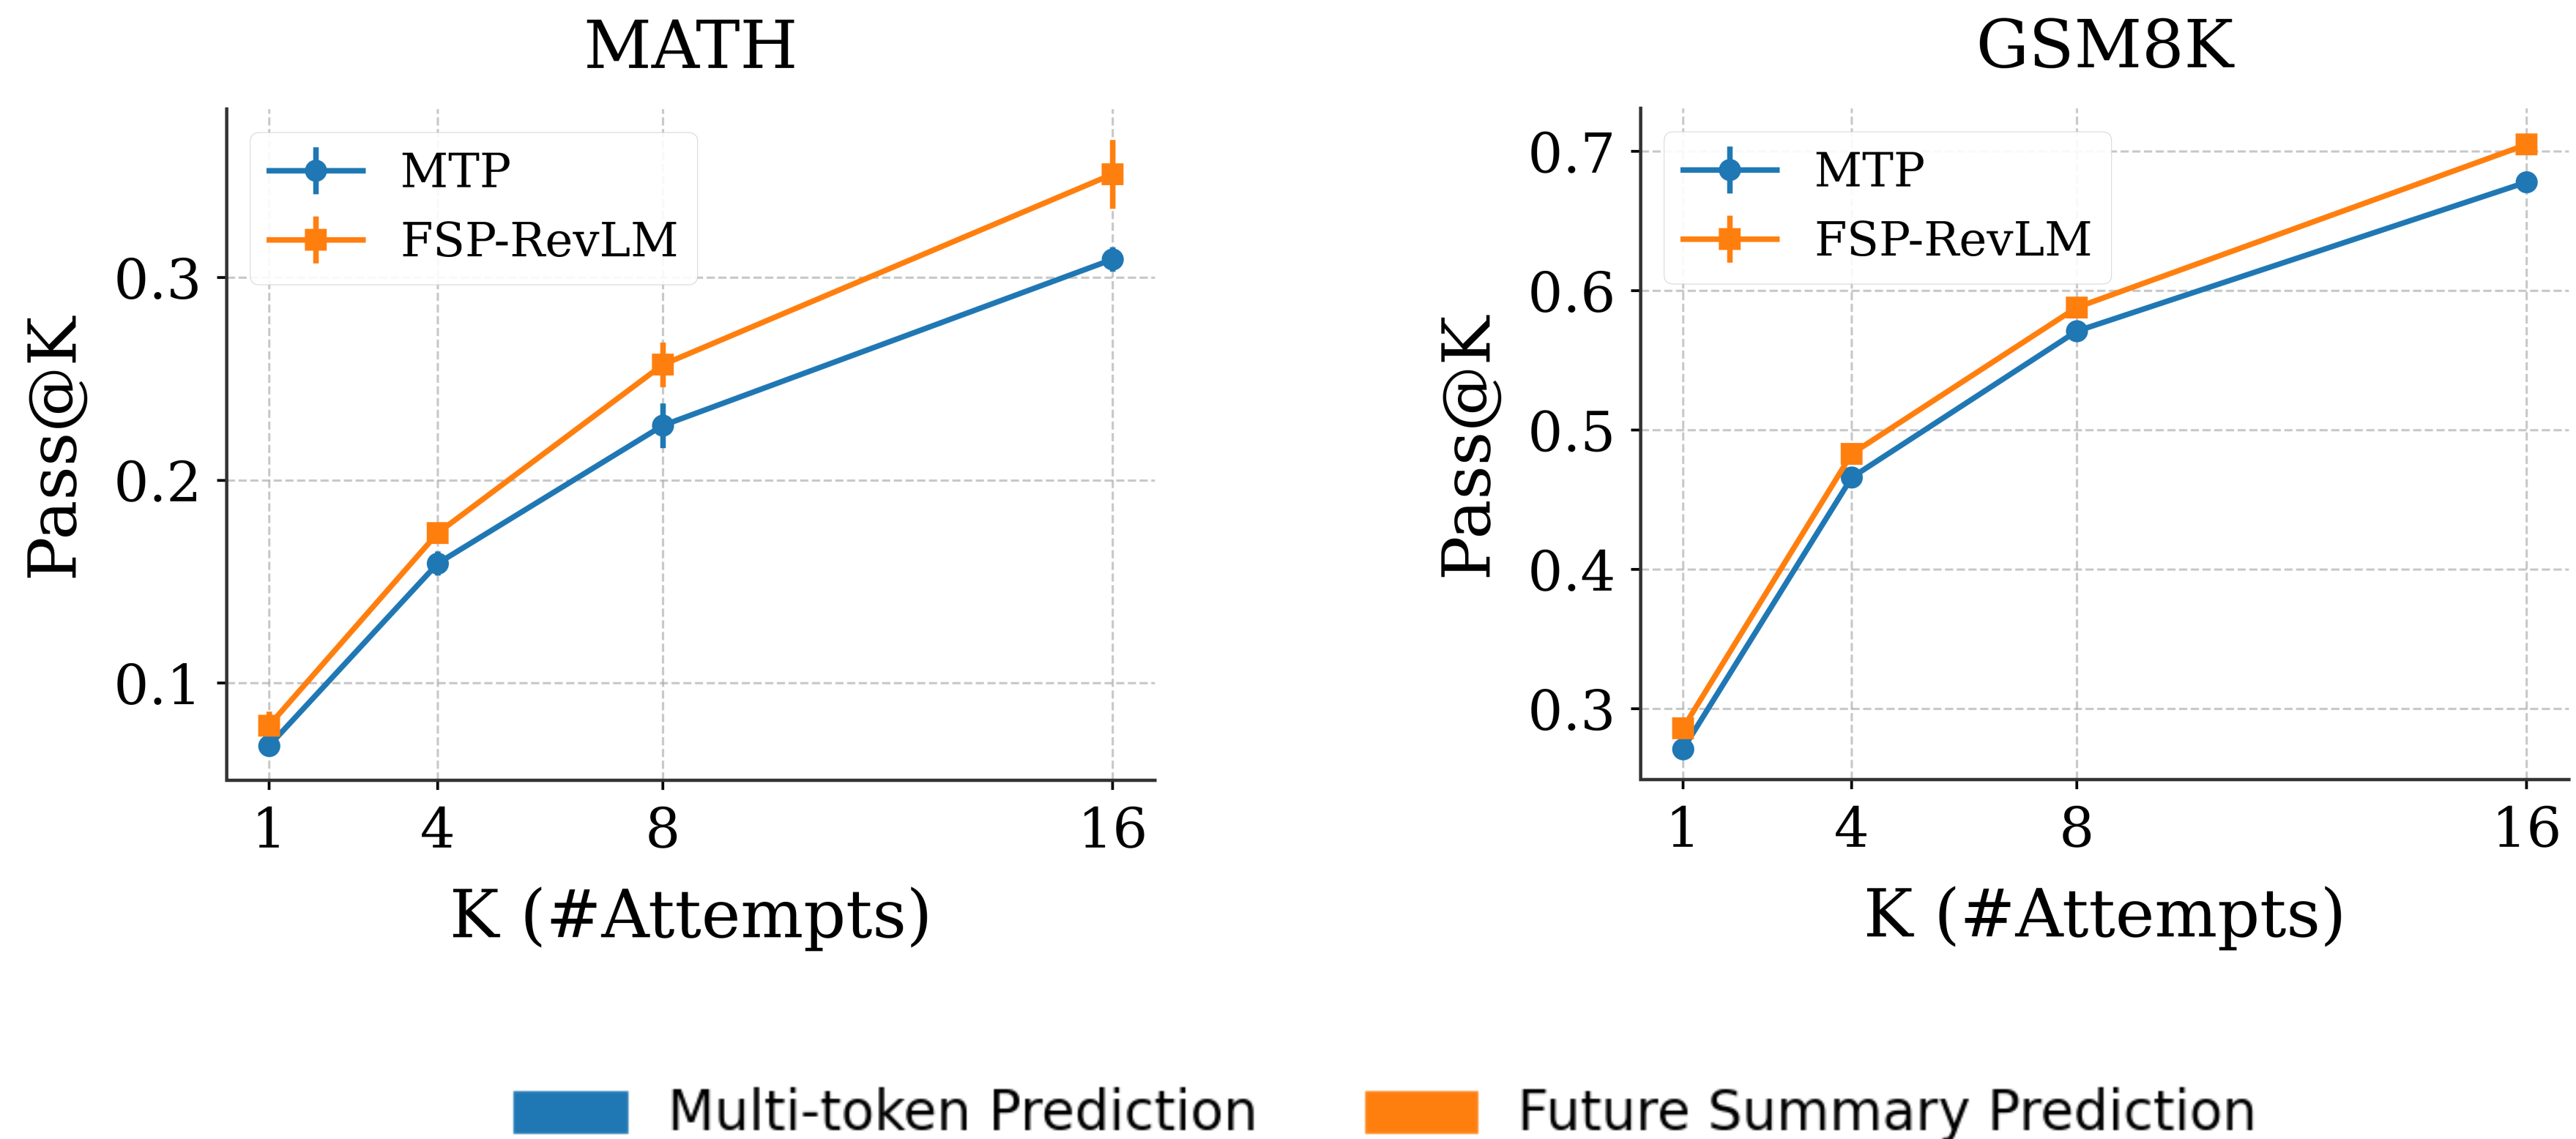 MATH
MTP
FSP-RevLM
Pass@K
0.3
0.2
0.1
1 4 8 16
K (#Attempts)
GSM8K
MTP
FSP-RevLM
Pass@K
0.7
0.6
0.5
0.4
0.3
1 4 8 16
K (#Attempts)
Multi-token Prediction Future Summary Prediction